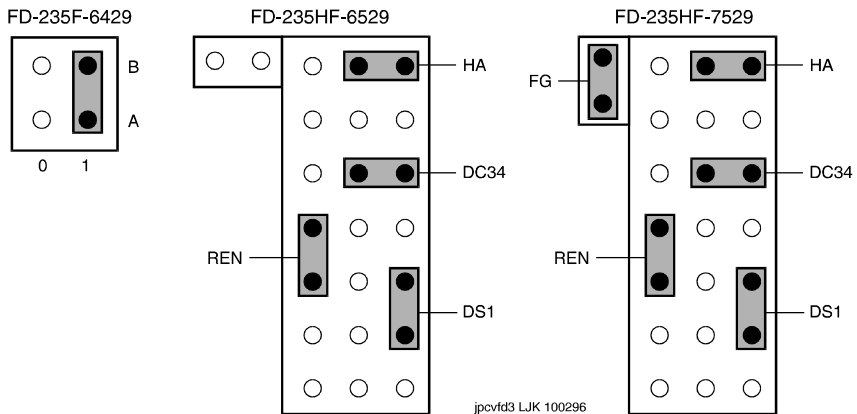 FD-235F-6429
FD-235HF-6529
FD-235HF-7529
B
A
0 1
HA
DC34
REN
DS1
FG
HA
DC34
REN
DS1
jpcvfd3 LJK 100296